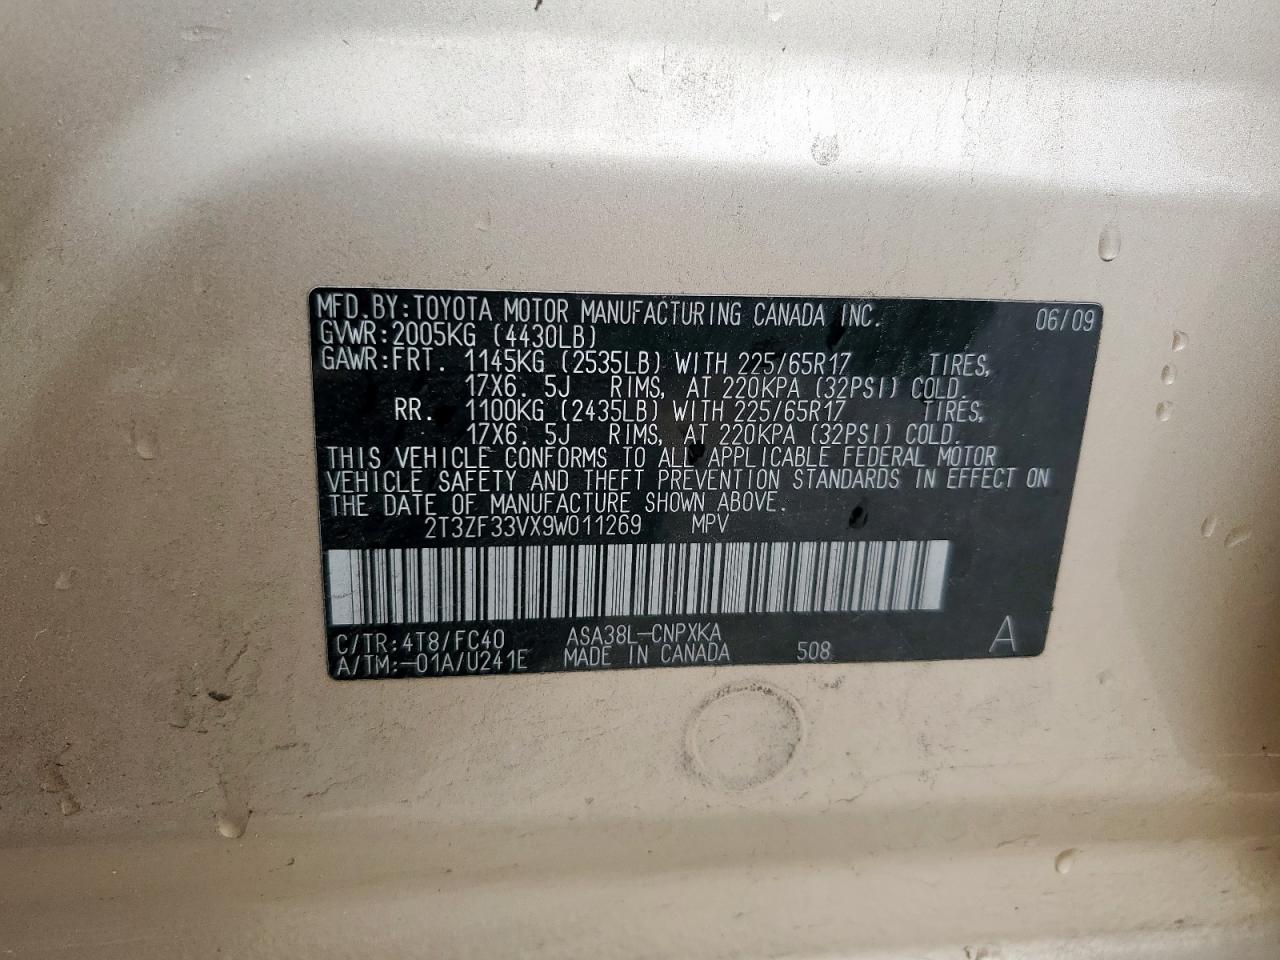 MFD.BY:TOYOTA MOTOR MANUFACTURING CANADA INC. 06/09
GVWR:2005KG (4430LB)
GAWR:FRT. 1145KG (2535LB) WITH 225/65R17 TIRES,
17X6. 5J RIMS, AT 220KPA (32PSI) COLD.
RR. 1100KG (2435LB) WITH 225/65R17 TIRES,
17X6. 5J RIMS, AT 220KPA (32PSI) COLD.
THIS VEHICLE CONFORMS TO ALL APPLICABLE FEDERAL MOTOR
VEHICLE SAFETY AND THEFT PREVENTION STANDARDS IN EFFECT ON
THE DATE OF MANUFACTURE SHOWN ABOVE.
2T3ZF33VX9W011269 MPV
C/TR:4T8/FC40 ASA38L-CNPXKA
A/TM:-01A/U241E MADE IN CANADA 508 A